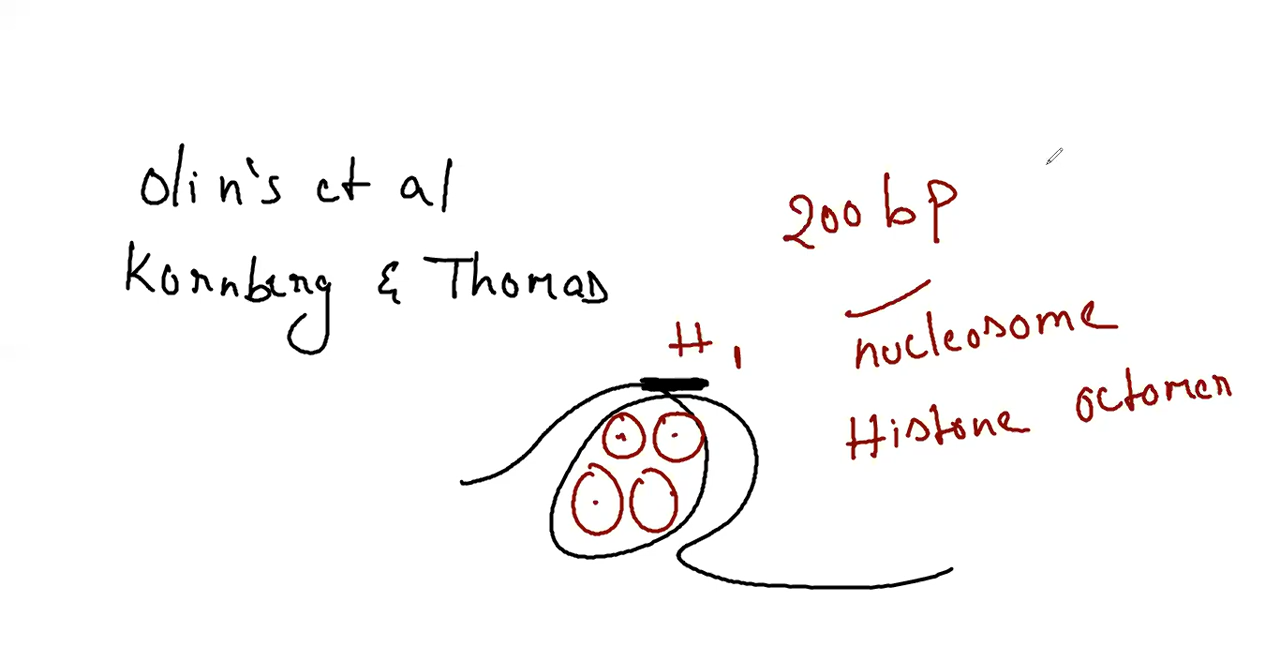 Olin's et al
Kornberg & Thomas
200 bp
nucleosome
Histone octomer
H1